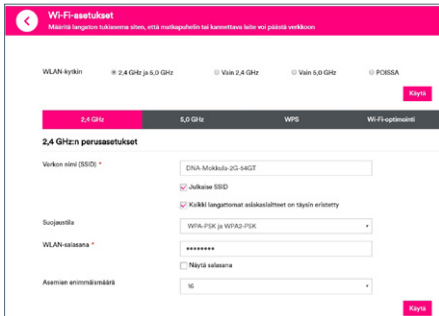 Wi-Fi-asetukset
Määritä langaton tukiasema siten, että matkapuhelin tai kannettava laite voi päästä verkkoon
WLAN-kytkin 2,4 GHz ja 5,0 GHz Vain 2,4 GHz Vain 5,0 GHz POISSA
Käytä
2,4 GHz 5,0 GHz WPS Wi-Fi-optimointi
2,4 GHz:n perusasetukset
Verkon nimi (SSID) * DNA-Mokkula-2G-64GT
Julkaise SSID
Kaikki langattomat asiakaslaitteet on täysin eristetty
Suojaustila WPA-PSK ja WPA2-PSK
WLAN-salasana * ********
Näytä salasana
Asemien enimmäismäärä 16
Käytä